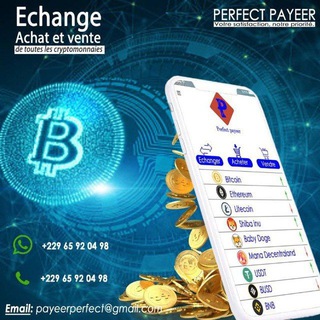 Echange
Achat et vente
de toutes les cryptomonnaies
PERFECT PAYEER
Votre satisfaction, notre priorité.
P
Perfect payeer
Echanger
Acheter
Vendre
Bitcoin
Ethereum
Litecoin
Shiba inu
Baby Doge
Mana Decentraland
USDT
BUSD
BNB
+229 65 92 04 98
+229 65 92 04 98
Email: payeerperfect@gmail.com